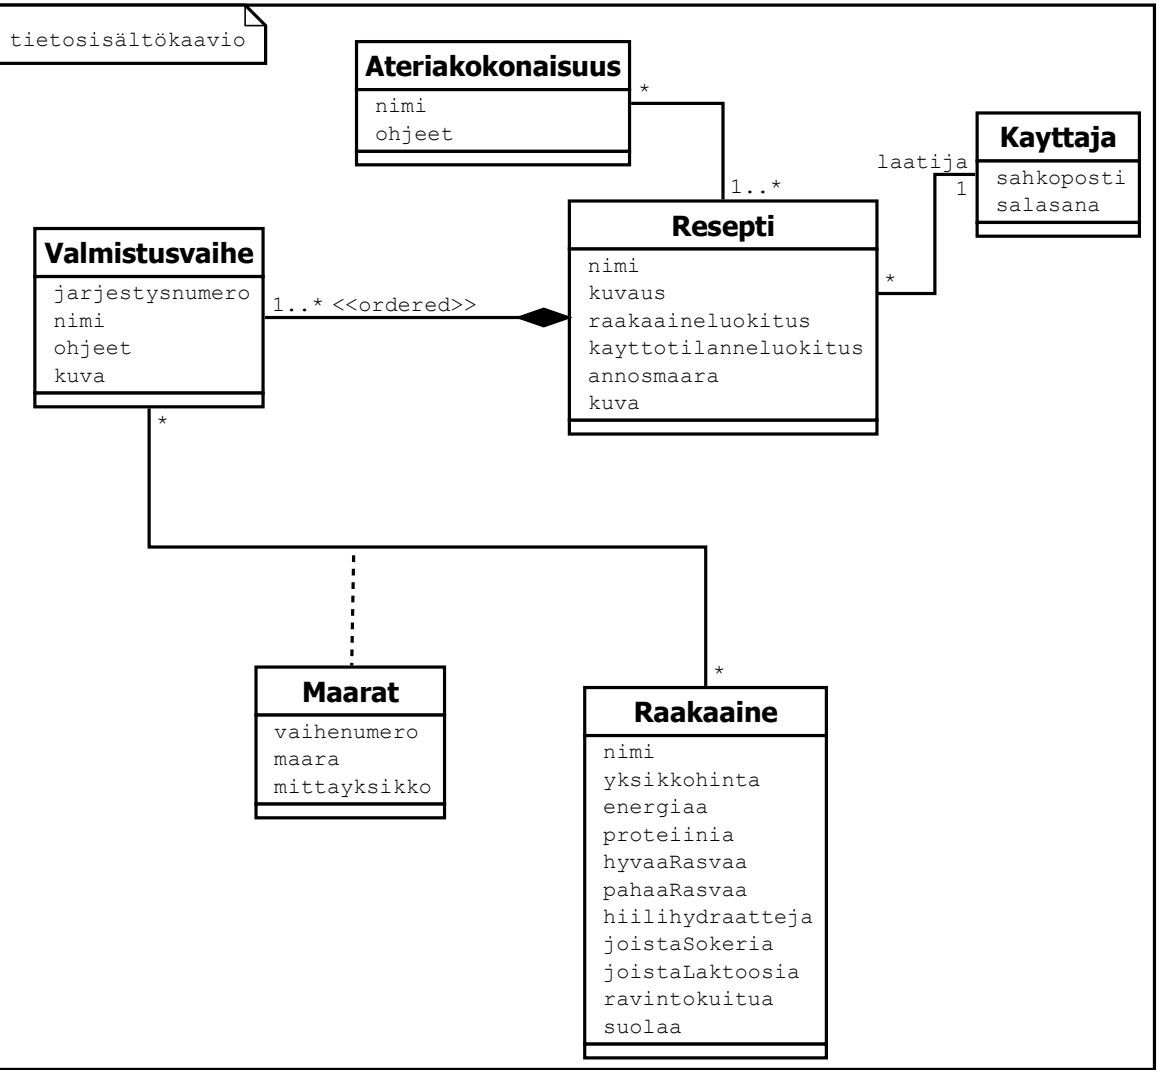 tietosisältökaavio
Ateriakokonaisuus
nimi
ohjeet
*
1..*
Kayttaja
sahkoposti
salasana
laatija
1
*
Resepti
nimi
kuvaus
raakaaineluokitus
kayttotilanneluokitus
annosmaara
kuva
Valmistusvaihe
jarjestysnumero
nimi
ohjeet
kuva
1..* <<ordered>>
*
Maarat
vaihenumero
maara
mittayksikko
*
Raakaaine
nimi
yksikkohinta
energiaa
proteiinia
hyvaaRasvaa
pahaaRasvaa
hiilihydraatteja
joistaSokeria
joistaLaktoosia
ravintokuitua
suolaa